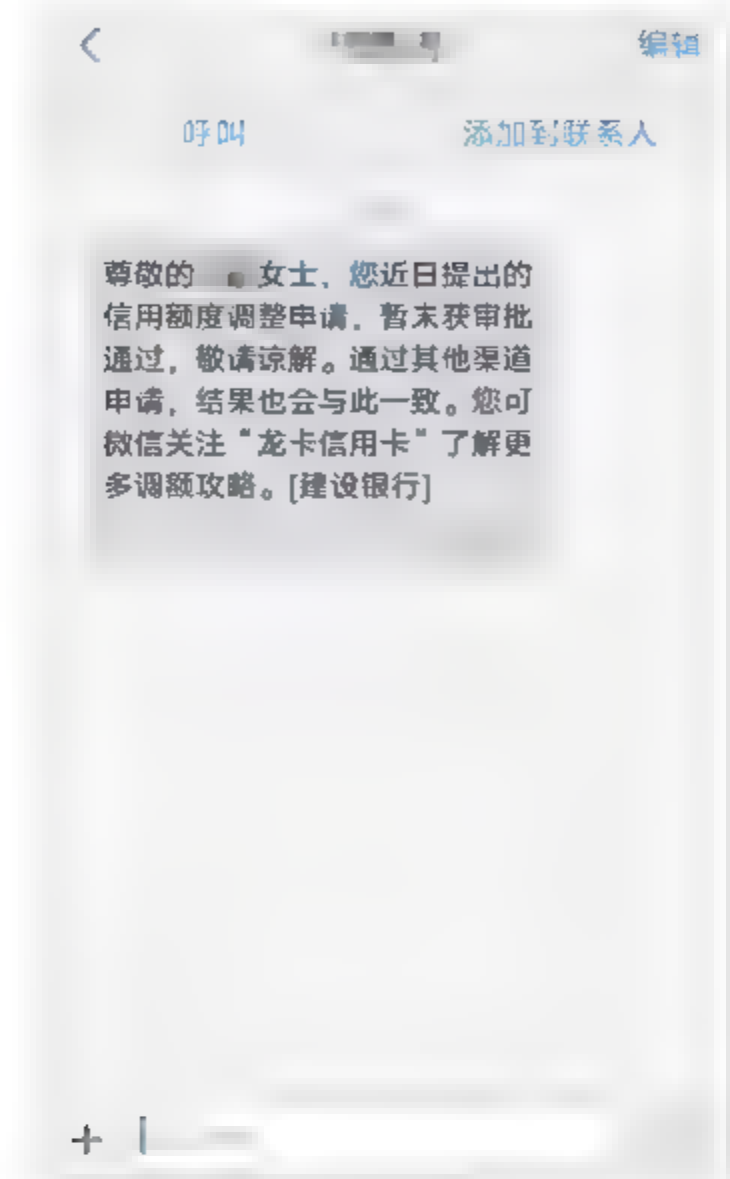 编辑
呼叫
添加到联系人
尊敬的 女士，您近日提出的
信用额度调整申请，暂未获审批
通过，敬请谅解。通过其他渠道
申请，结果也会与此一致。您可
微信关注“龙卡信用卡”了解更
多调额攻略。[建设银行]